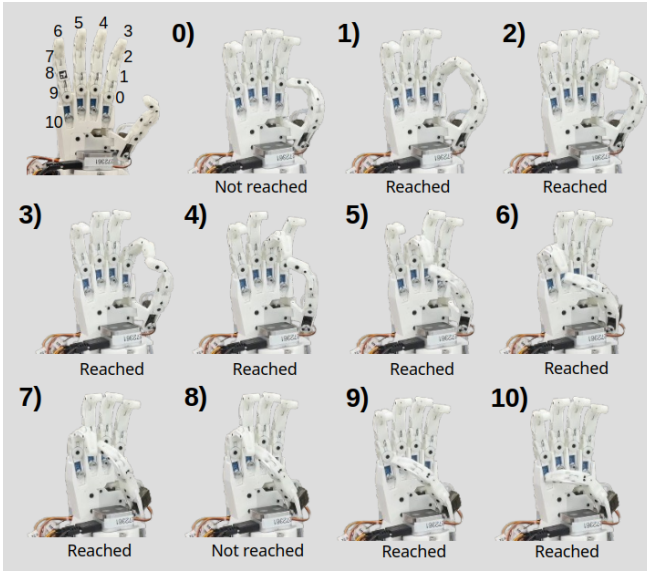 0) 1) 2)
6 5 4 3
7 2
8 1
9 0
10
Not reached Reached Reached
3) 4) 5) 6)
Reached Reached Reached Reached
7) 8) 9) 10)
Reached Not reached Reached Reached